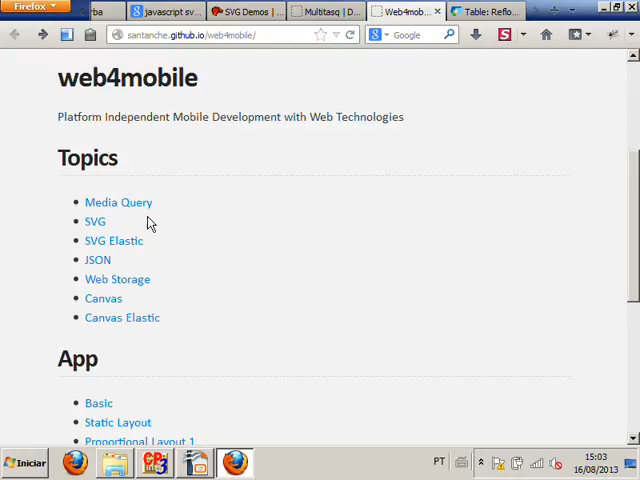 Firefox
rba
javascript sv...
SVG Demos | ...
Multitasq | D...
Web4mob...
Table: Reflo...
santanche.github.io/web4mobile/
Google
web4mobile
Platform Independent Mobile Development with Web Technologies
Topics
Media Query
SVG
SVG Elastic
JSON
Web Storage
Canvas
Canvas Elastic
App
Basic
Static Layout
Proportional Layout 1
Iniciar
PT
15:03
16/08/2013